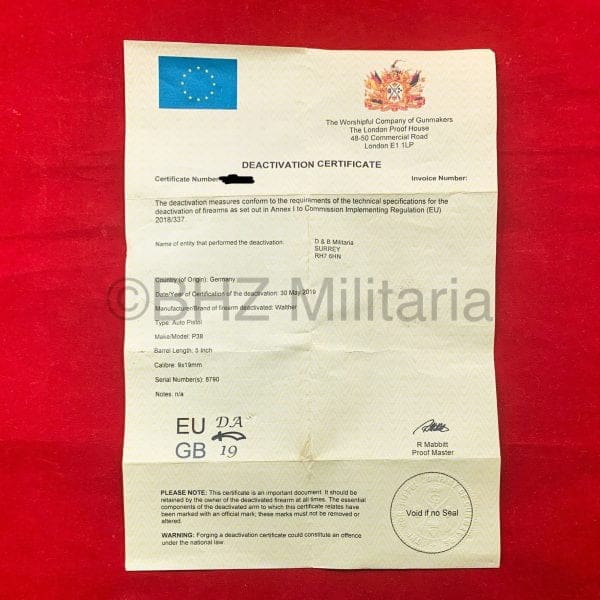 The Worshipful Company of Gunmakers
The London Proof House
48-50 Commercial Road
London E1 1LP
DEACTIVATION CERTIFICATE
Certificate Number
Invoice Number:
The deactivation measures conform to the requirements of the technical specifications for the
deactivation of firearms as set out in Annex I to Commission Implementing Regulation (EU)
2018/337.
Name of entity that performed the deactivation:
D & B Militaria
SURREY
RH7 6HN
Country (of Origin): Germany
Date/Year of Certification of the deactivation: 30 May 2019
©BHZ Militaria
Manufacturer/Brand of firearm deactivated: Walther
Type: Auto Pistol
Make/Model: P38
Barrel Length: 5 inch
Calibre: 9x19mm
Serial Number(s): 8790
Notes: n/a
EU DA
GB 19
R Mabbitt
Proof Master
PLEASE NOTE: This certificate is an important document. It should be
retained by the owner of the deactivated firearm at all times. The essential
components of the deactivated arm to which this certificate relates have
been marked with an official mark; these marks must not be removed or
altered.
Void if no Seal
WARNING: Forging a deactivation certificate could constitute an offence
under the national law.